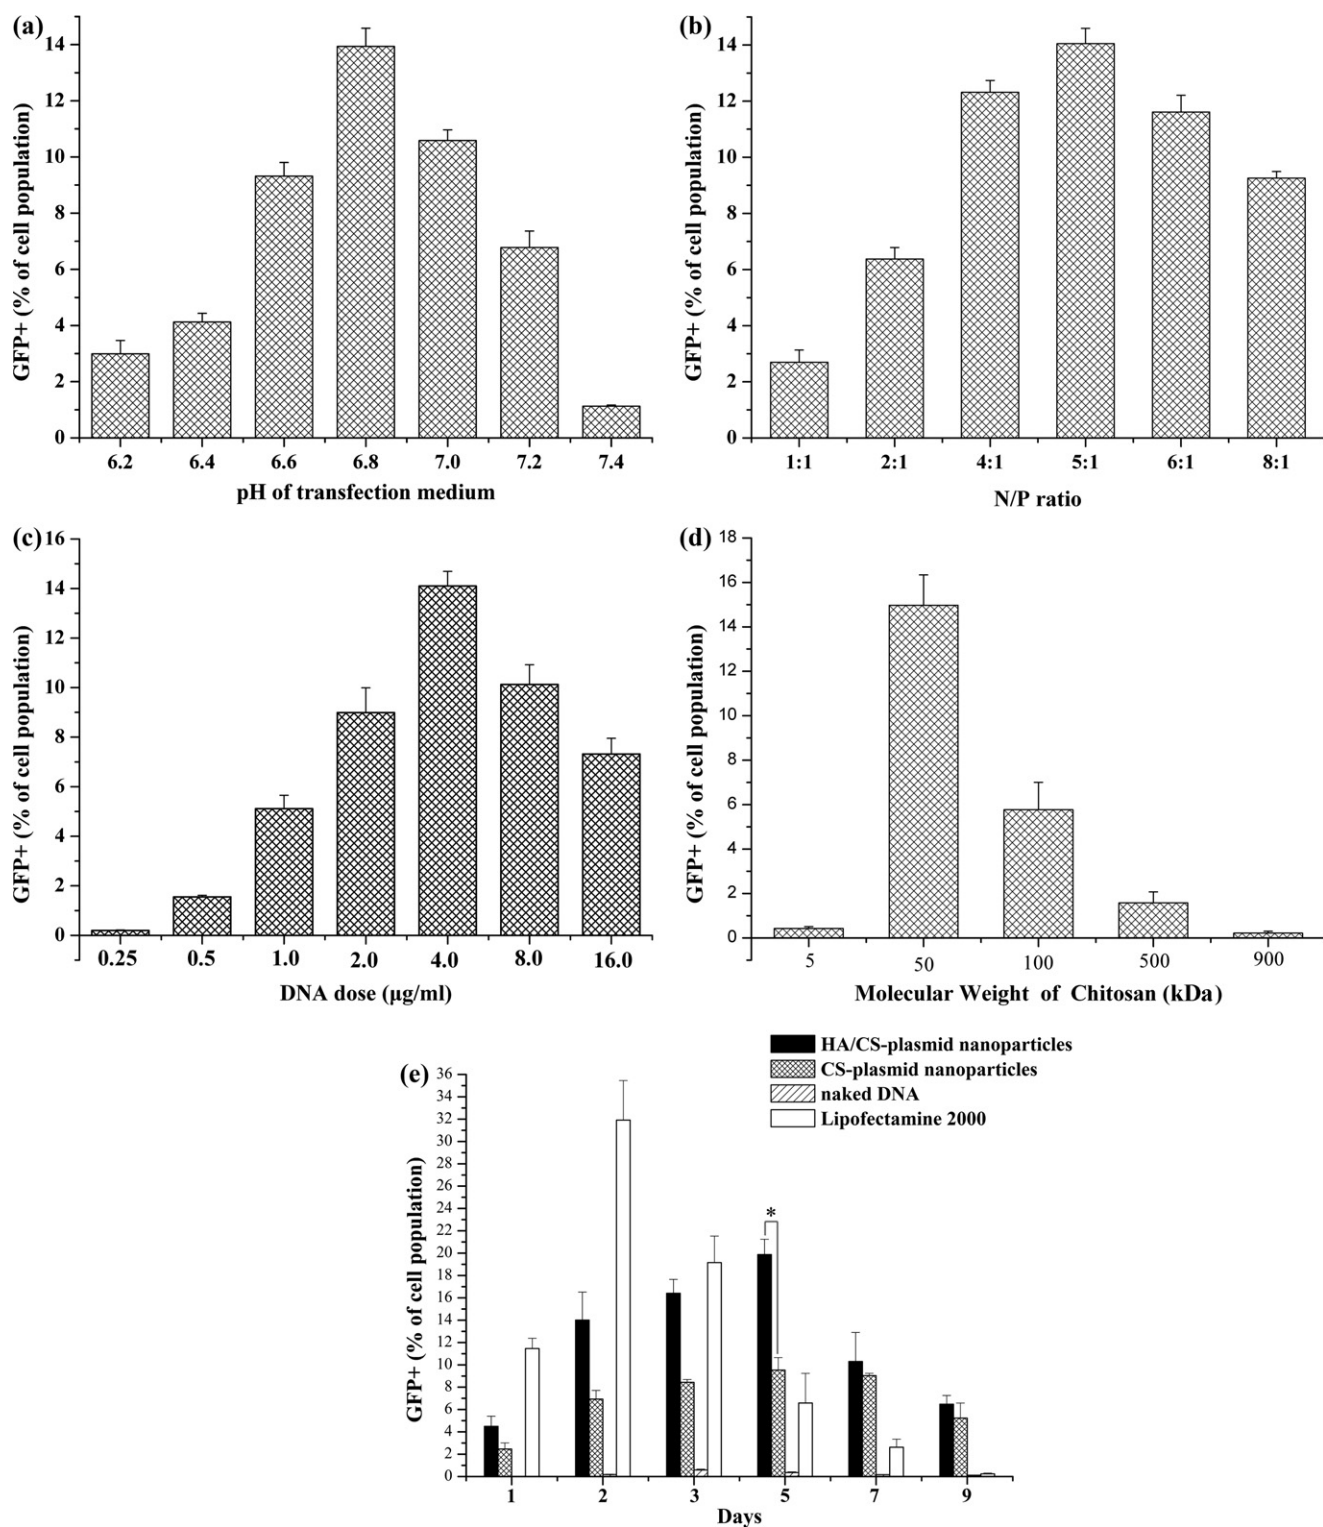 (a)
GFP+ (% of cell population)
14
12
10
8
6
4
2
0
6.2 6.4 6.6 6.8 7.0 7.2 7.4
pH of transfection medium
(b)
GFP+ (% of cell population)
14
12
10
8
6
4
2
0
1:1 2:1 4:1 5:1 6:1 8:1
N/P ratio
(c)
GFP+ (% of cell population)
16
14
12
10
8
6
4
2
0
0.25 0.5 1.0 2.0 4.0 8.0 16.0
DNA dose (μg/ml)
(d)
GFP+ (% of cell population)
18
16
14
12
10
8
6
4
2
0
5 50 100 500 900
Molecular Weight of Chitosan (kDa)
HA/CS-plasmid nanoparticles
CS-plasmid nanoparticles
naked DNA
Lipofectamine 2000
(e)
GFP+ (% of cell population)
36
34
32
30
28
26
24
22
20
18
16
14
12
10
8
6
4
2
0
*
1 2 3 5 7 9
Days